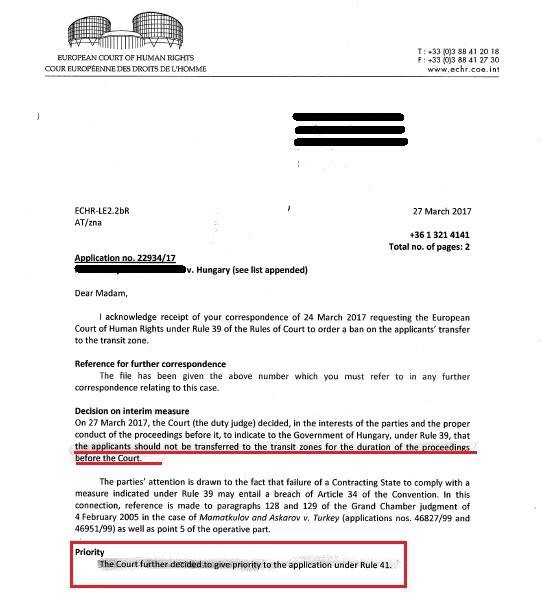 EUROPEAN COURT OF HUMAN RIGHTS
COUR EUROPÉENNE DES DROITS DE L'HOMME
T : +33 (0)3 88 41 20 18
F : +33 (0)3 88 41 27 30
www.echr.coe.int
ECHR-LE2.2bR
AT/zna
27 March 2017
+36 1 321 4141
Total no. of pages: 2
Application no. 22934/17
v. Hungary (see list appended)
Dear Madam,
I acknowledge receipt of your correspondence of 24 March 2017 requesting the European
Court of Human Rights under Rule 39 of the Rules of Court to order a ban on the applicants' transfer
to the transit zone.
Reference for further correspondence
The file has been given the above number which you must refer to in any further
correspondence relating to this case.
Decision on interim measure
On 27 March 2017, the Court (the duty judge) decided, in the interests of the parties and the proper
conduct of the proceedings before it, to indicate to the Government of Hungary, under Rule 39, that
the applicants should not be transferred to the transit zones for the duration of the proceedings
before the Court.
The parties' attention is drawn to the fact that failure of a Contracting State to comply with a
measure indicated under Rule 39 may entail a breach of Article 34 of the Convention. In this
connection, reference is made to paragraphs 128 and 129 of the Grand Chamber judgment of
4 February 2005 in the case of Mamatkulov and Askarov v. Turkey (applications nos. 46827/99 and
46951/99) as well as point 5 of the operative part.
Priority
The Court further decided to give priority to the application under Rule 41.